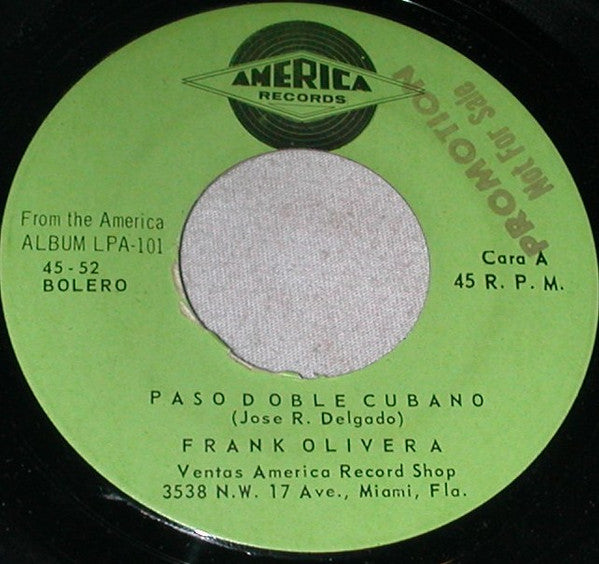 AMERICA
RECORDS
PROMOTION
Not For Sale
From the America
ALBUM LPA-101
45-52
BOLERO
Cara A
45 R. P. M.
PASO DOBLE CUBANO
(Jose R. Delgado)
FRANK OLIVERA
Ventas America Record Shop
3538 N.W. 17 Ave., Miami, Fla.